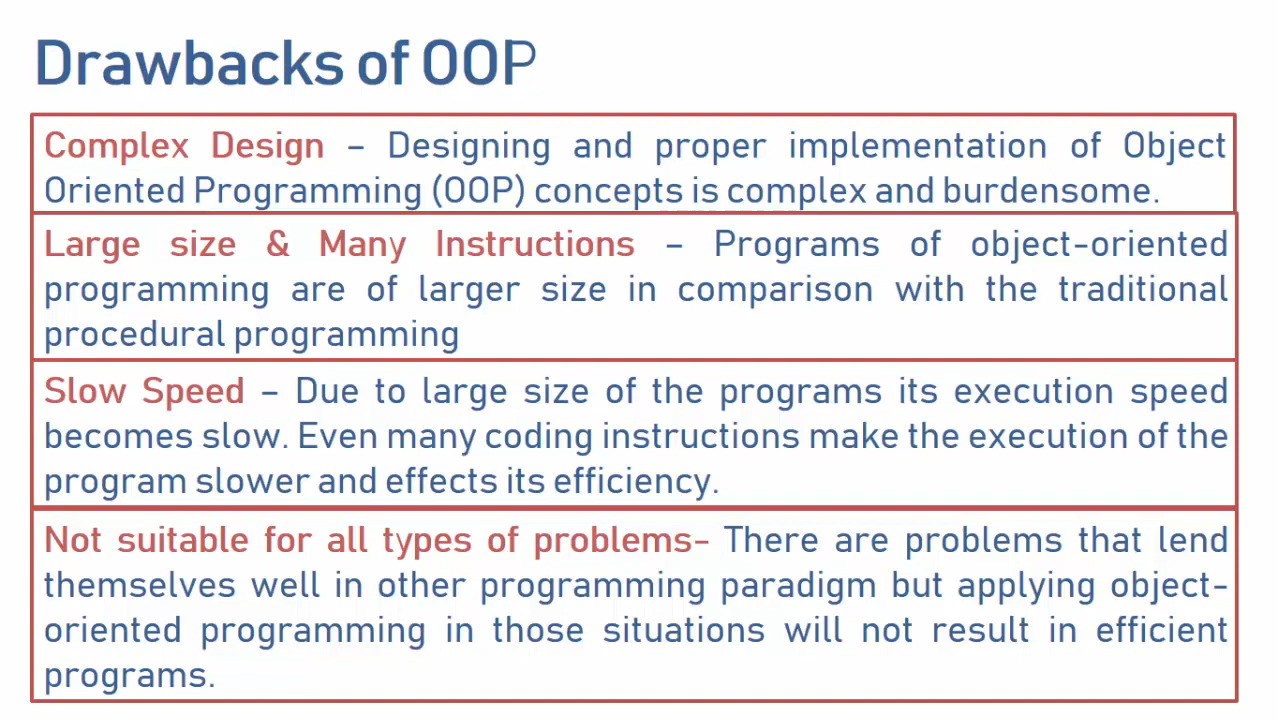 Drawbacks of OOP
Complex Design – Designing and proper implementation of Object
Oriented Programming (OOP) concepts is complex and burdensome.
Large size & Many Instructions – Programs of object-oriented
programming are of larger size in comparison with the traditional
procedural programming
Slow Speed – Due to large size of the programs its execution speed
becomes slow. Even many coding instructions make the execution of the
program slower and effects its efficiency.
Not suitable for all types of problems- There are problems that lend
themselves well in other programming paradigm but applying object-
oriented programming in those situations will not result in efficient
programs.